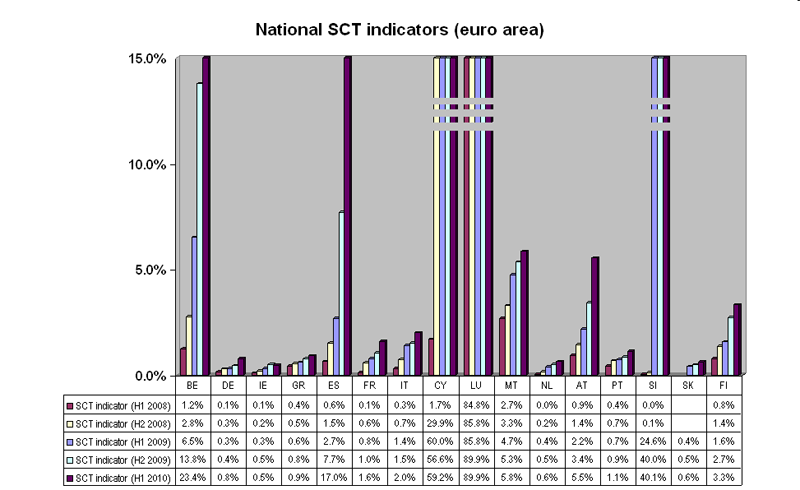 National SCT indicators (euro area)
15.0%
10.0%
5.0%
0.0%
BE DE IE GR ES FR IT CY LU MT NL AT PT SI SK FI
SCT indicator (H1 2008) 1.2% 0.1% 0.1% 0.4% 0.6% 0.1% 0.3% 1.7% 84.8% 2.7% 0.0% 0.9% 0.4% 0.0% 0.8%
SCT indicator (H2 2008) 2.8% 0.3% 0.2% 0.5% 1.5% 0.6% 0.7% 29.9% 85.8% 3.3% 0.2% 1.4% 0.7% 0.1% 1.4%
SCT indicator (H1 2009) 6.5% 0.3% 0.3% 0.6% 2.7% 0.8% 1.4% 60.0% 85.8% 4.7% 0.4% 2.2% 0.7% 24.6% 0.4% 1.6%
SCT indicator (H2 2009) 13.8% 0.4% 0.5% 0.8% 7.7% 1.0% 1.5% 56.6% 89.9% 5.3% 0.5% 3.4% 0.9% 40.0% 0.5% 2.7%
SCT indicator (H1 2010) 23.4% 0.8% 0.5% 0.9% 17.0% 1.6% 2.0% 59.2% 89.9% 5.8% 0.6% 5.5% 1.1% 40.1% 0.6% 3.3%